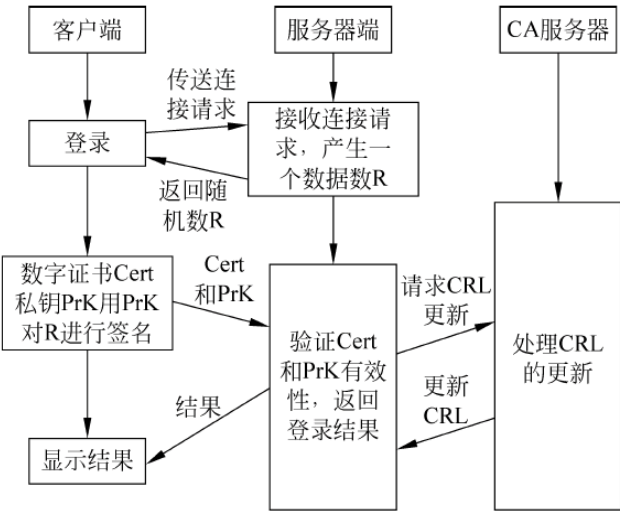 客户端
服务器端
CA服务器
传送连
接请求
登录
接收连接请
求，产生一
个数据数R
返回随
机数R
数字证书Cert
私钥PrK用PrK
对R进行签名
Cert
和PrK
验证Cert
和PrK有效
性，返回
登录结果
请求CRL
更新
处理CRL
的更新
更新
CRL
结果
显示结果